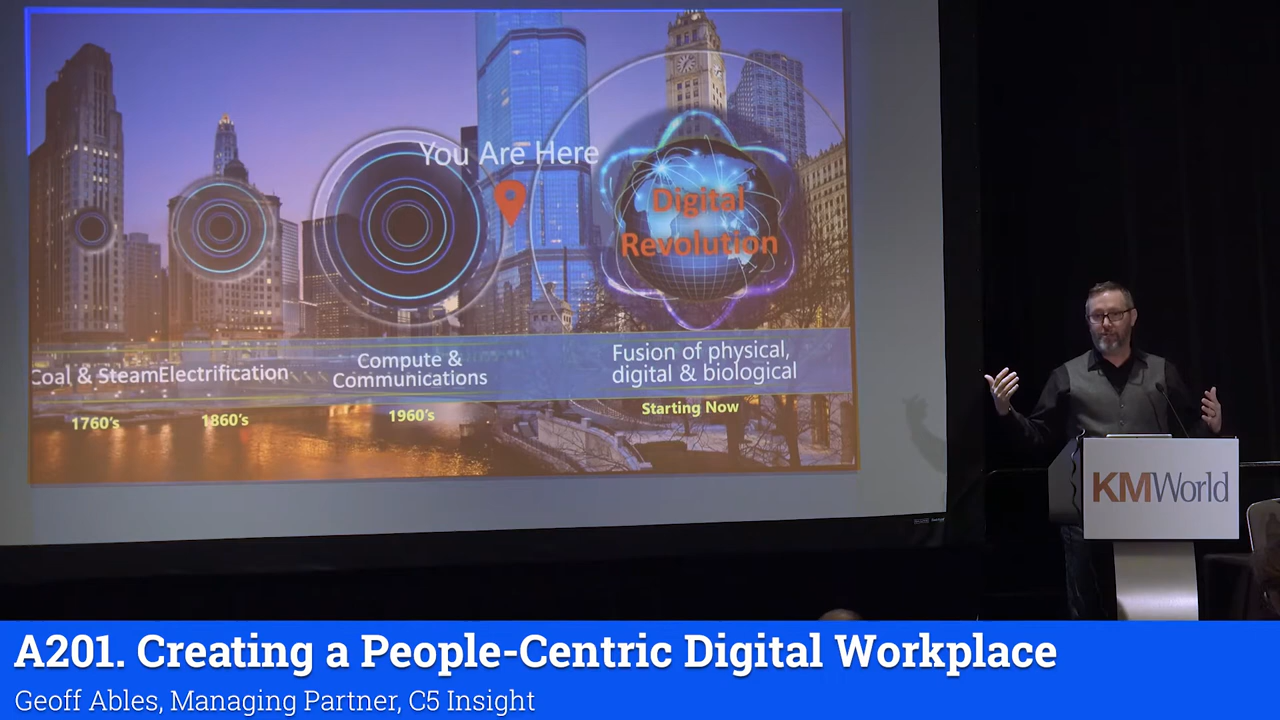 You Are Here
Digital
Revolution
Coal & Steam
Electrification
Compute &
Communications
Fusion of physical,
digital & biological
1760's
1860's
1960's
Starting Now
KMWorld
A201. Creating a People-Centric Digital Workplace
Geoff Ables, Managing Partner, C5 Insight